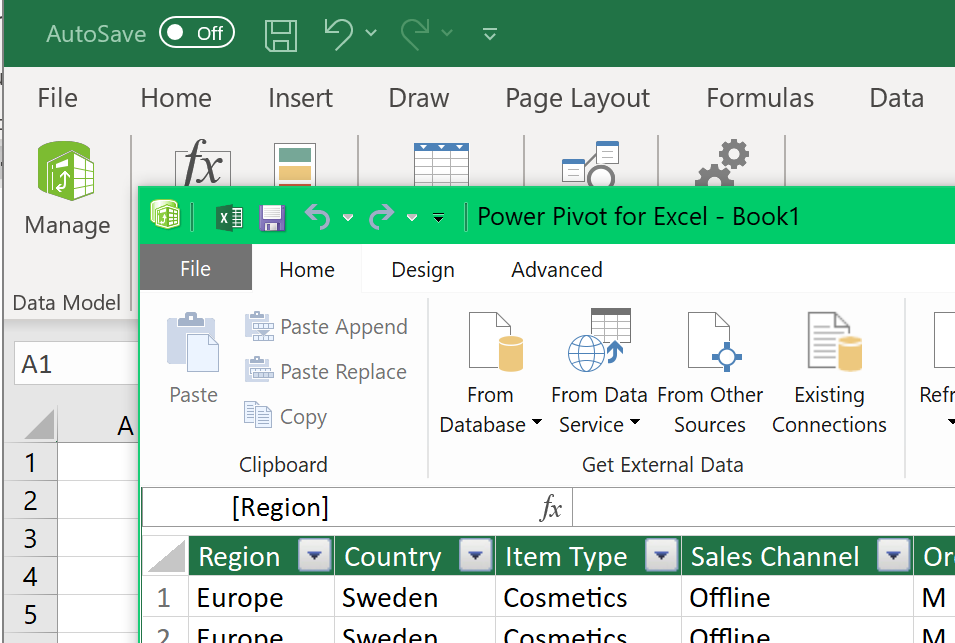 AutoSave Off
File Home Insert Draw Page Layout Formulas Data
fx
Manage
Data Model
A1
A
1
2
3
4
5
Power Pivot for Excel - Book1
File Home Design Advanced
Paste
Paste Append
Paste Replace
Copy
Clipboard
From
Database
From Data
Service
From Other
Sources
Existing
Connections
Get External Data
[Region] fx
Region Country Item Type Sales Channel
1 Europe Sweden Cosmetics Offline M
2 Europe Sweden Cosmetics Offline M